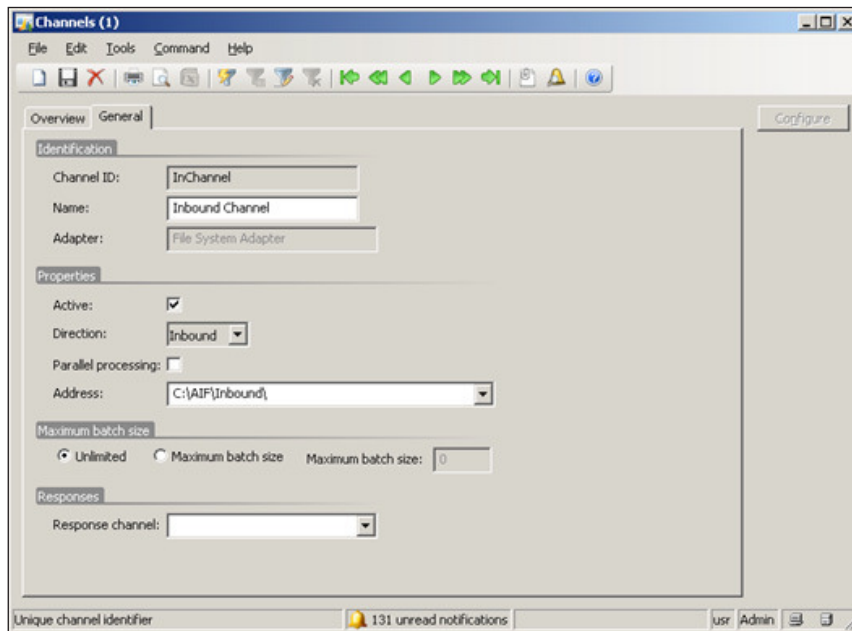 Channels (1)
File Edit Tools Command Help
Overview General
Configure
Identification
Channel ID: InChannel
Name: Inbound Channel
Adapter: File System Adapter
Properties
Active:
Direction: Inbound
Parallel processing:
Address: C:\AIF\Inbound\
Maximum batch size
Unlimited Maximum batch size Maximum batch size: 0
Responses
Response channel:
Unique channel identifier 131 unread notifications usr Admin